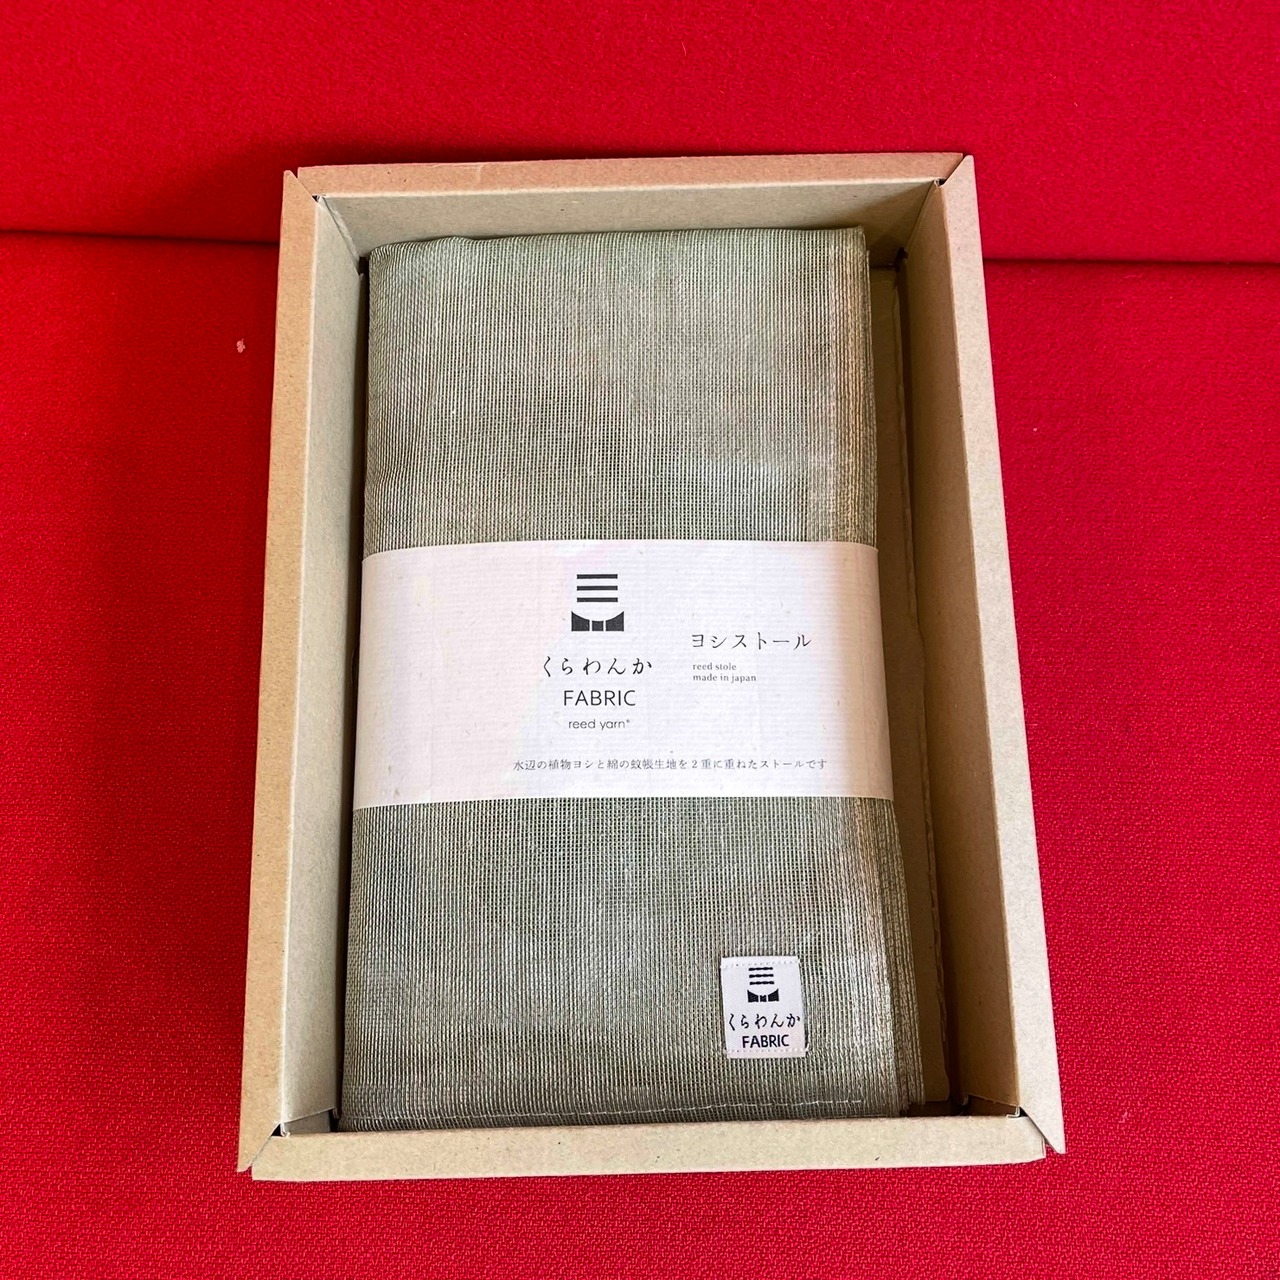 くらわんか
FABRIC
reed yarn®
ヨシストール
reed stole
made in japan
水辺の植物ヨシと綿の蚊帳生地を2重に重ねたストールです
くらわんか
FABRIC